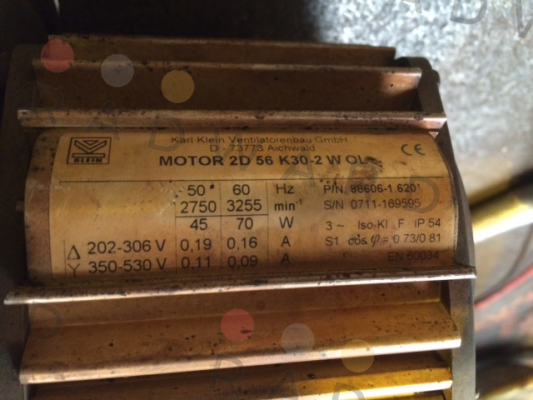 KLEIN
Karl Klein Ventilatorenbau GmbH
D - 73773 Aichwald
MOTOR 2D 56 K30-2 W OL
CE
50 60 Hz P/N: 86606-1.620
2750 3255 min⁻¹ S/N 0711-169595
45 70 W 3 ~ Iso-Kl F IP 54
Δ 202-306 V 0,19 0,16 A S1 cos φ = 0.73/0.81
Y 350-530 V 0,11 0,09 A EN 60034